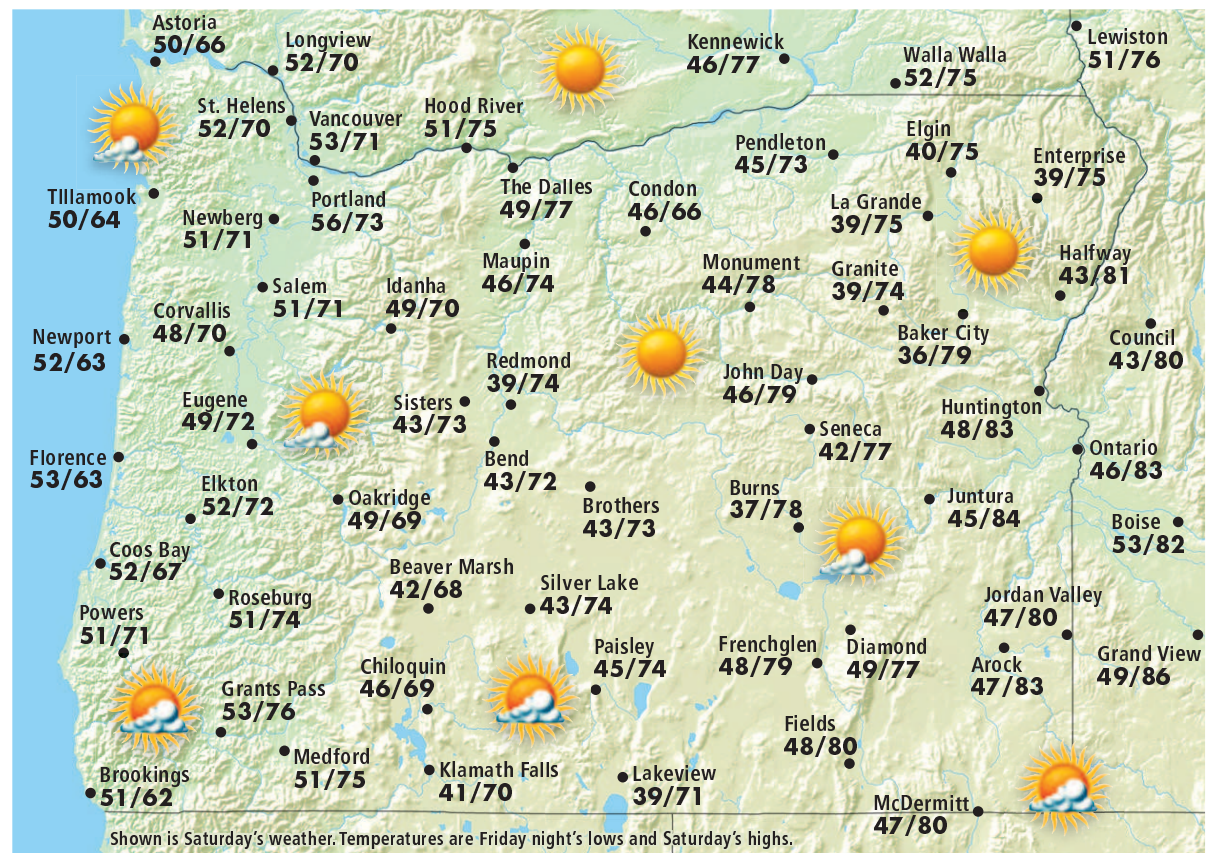 Astoria
50/66
Longview
52/70
Kennewick
46/77
Walla Walla
52/75
Lewiston
51/76
St. Helens
52/70
Vancouver
53/71
Hood River
51/75
Pendleton
45/73
Elgin
40/75
Enterprise
39/75
TIllamook
50/64
Newberg
51/71
Portland
56/73
The Dalles
49/77
Condon
46/66
La Grande
39/75
Maupin
46/74
Monument
44/78
Granite
39/74
Halfway
43/81
Salem
51/71
Idanha
49/70
Corvallis
48/70
Newport
52/63
Baker City
36/79
Council
43/80
Redmond
39/74
John Day
46/79
Eugene
49/72
Sisters
43/73
Huntington
48/83
Seneca
42/77
Ontario
46/83
Florence
53/63
Bend
43/72
Elkton
52/72
Oakridge
49/69
Brothers
43/73
Burns
37/78
Juntura
45/84
Boise
53/82
Coos Bay
52/67
Beaver Marsh
42/68
Silver Lake
43/74
Roseburg
51/74
Jordan Valley
47/80
Powers
51/71
Chiloquin
46/69
Paisley
45/74
Frenchglen
48/79
Diamond
49/77
Arock
47/83
Grand View
49/86
Grants Pass
53/76
Fields
48/80
Medford
51/75
Klamath Falls
41/70
Lakeview
39/71
Brookings
51/62
McDermitt
47/80
Shown is Saturday's weather. Temperatures are Friday night's lows and Saturday's highs.